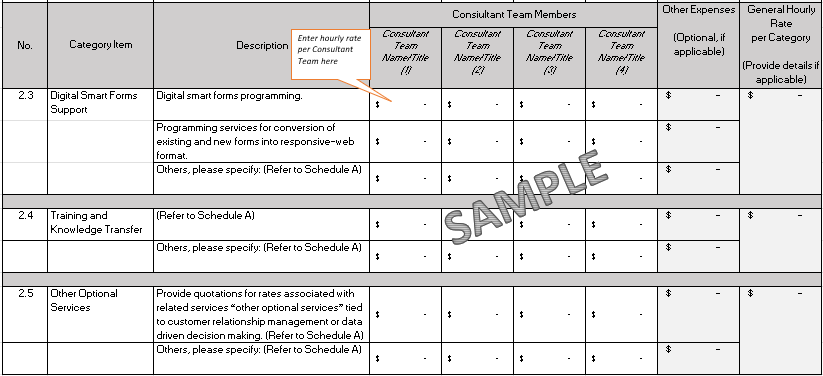 Consiultant Team Members
Other Expenses
(Optional, if
applicable)
General Hourly
Rate
per Category
(Provide details if
applicable)
No.
Category Item
Description
Enter hourly rate
per Consultant
Team here
Consultant
Team
Name/Title
(1)
Consultant
Team
Name/Title
(2)
Consultant
Team
Name/Title
(3)
Consultant
Team
Name/Title
(4)
2.3
Digital Smart Forms
Support
Digital smart forms programming.
$ - $ - $ - $ - $ - $ -
Programming services for conversion of
existing and new forms into responsive-web
format.
$ - $ - $ - $ - $ -
Others, please specify: (Refer to Schedule A)
$ - $ - $ - $ - $ -
SAMPLE
2.4
Training and
Knowledge Transfer
(Refer to Schedule A)
$ - $ - $ - $ - $ - $ -
Others, please specify: (Refer to Schedule A)
$ - $ - $ - $ - $ -
2.5
Other Optional
Services
Provide quotations for rates associated with
related services “other optional services” tied
to customer relationship management or data
driven decision making. (Refer to Schedule A)
$ - $ - $ - $ - $ - $ -
Others, please specify: (Refer to Schedule A)
$ - $ - $ - $ - $ -